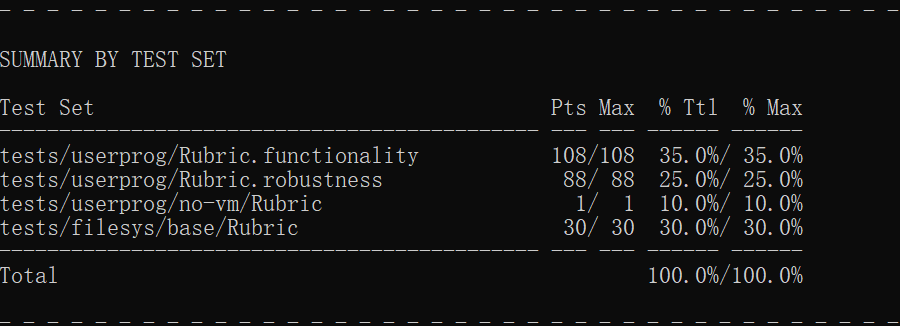 SUMMARY BY TEST SET
Test Set Pts Max % Ttl % Max
tests/userprog/Rubric.functionality 108/108 35.0%/ 35.0%
tests/userprog/Rubric.robustness 88/ 88 25.0%/ 25.0%
tests/userprog/no-vm/Rubric 1/ 1 10.0%/ 10.0%
tests/filesys/base/Rubric 30/ 30 30.0%/ 30.0%
Total 100.0%/100.0%